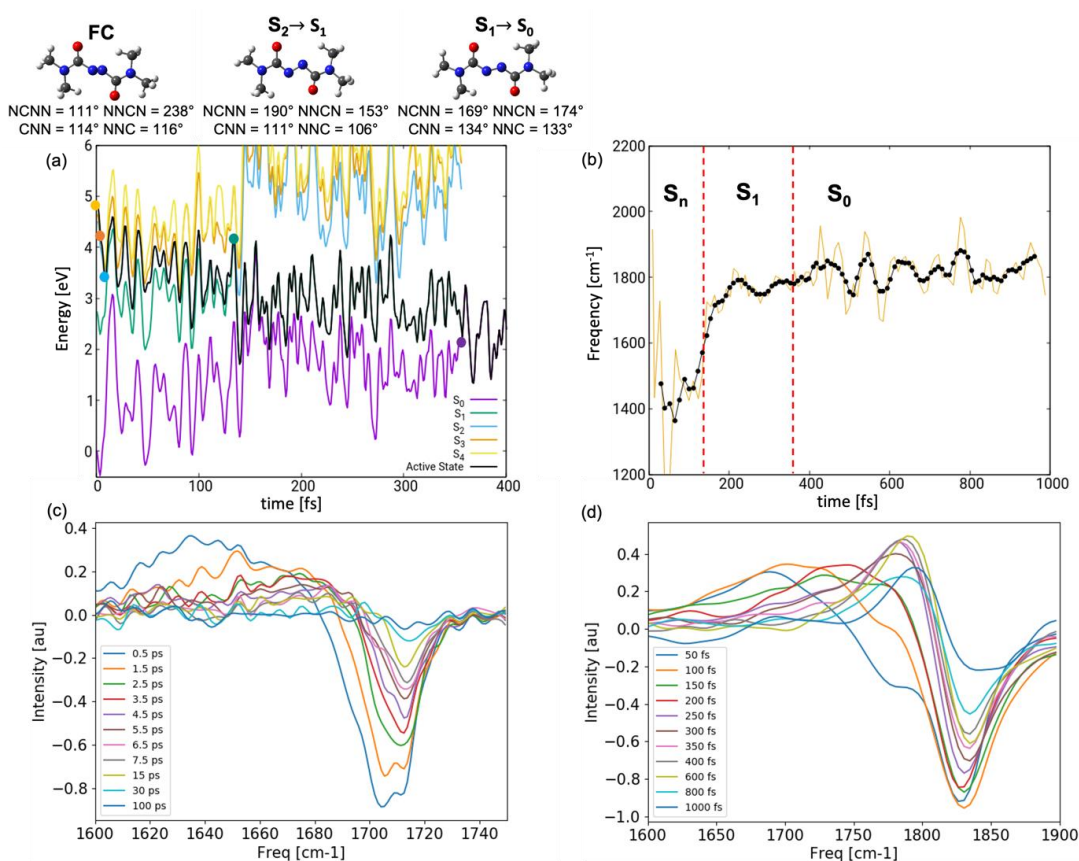 FC
S₂→ S₁
S₁→ S₀
NCNN = 111° NNCN = 238°
CNN = 114° NNC = 116°
NCNN = 190° NNCN = 153°
CNN = 111° NNC = 106°
NCNN = 169° NNCN = 174°
CNN = 134° NNC = 133°
(a)
6
5
4
3
2
1
0
Energy [eV]
S₀
S₁
S₂
S₃
S₄
Active State
0
100
200
300
400
time [fs]
(b)
2200
2000
1800
1600
1400
1200
Freqency [cm⁻¹]
Sₙ
S₁
S₀
0
200
400
600
800
1000
time [fs]
(c)
0.4
0.2
0.0
−0.2
−0.4
−0.6
−0.8
Intensity [au]
0.5 ps
1.5 ps
2.5 ps
3.5 ps
4.5 ps
5.5 ps
6.5 ps
7.5 ps
15 ps
30 ps
100 ps
1600
1620
1640
1660
1680
1700
1720
1740
Freq [cm-1]
(d)
0.4
0.2
0.0
−0.2
−0.4
−0.6
−0.8
−1.0
Intensity [au]
50 fs
100 fs
150 fs
200 fs
250 fs
300 fs
350 fs
400 fs
600 fs
800 fs
1000 fs
1600
1650
1700
1750
1800
1850
1900
Freq [cm-1]